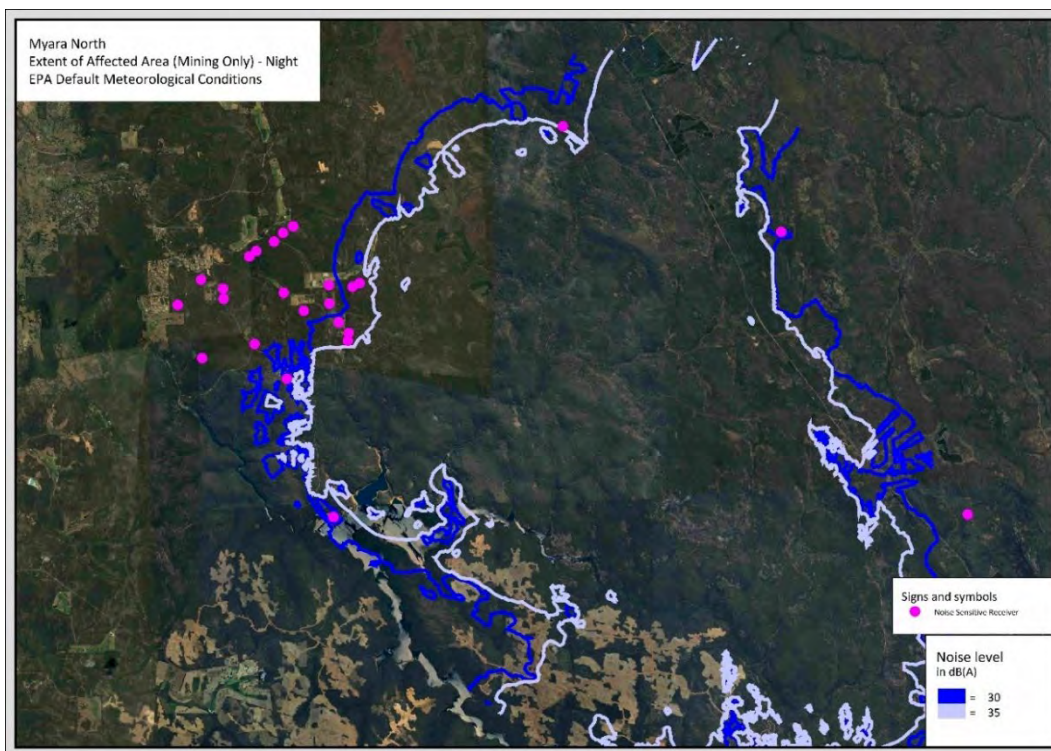 Myara North
Extent of Affected Area (Mining Only) - Night
EPA Default Meteorological Conditions
Signs and symbols
Noise Sensitive Receiver
Noise level
in dB(A)
= 30
= 35